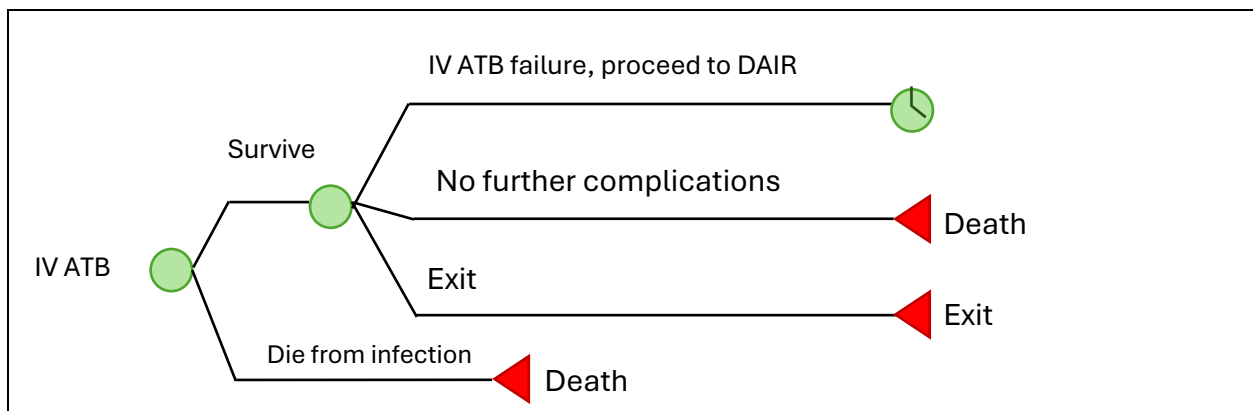 IV ATB failure, proceed to DAIR
Survive
No further complications
Death
IV ATB
Exit
Exit
Die from infection
Death